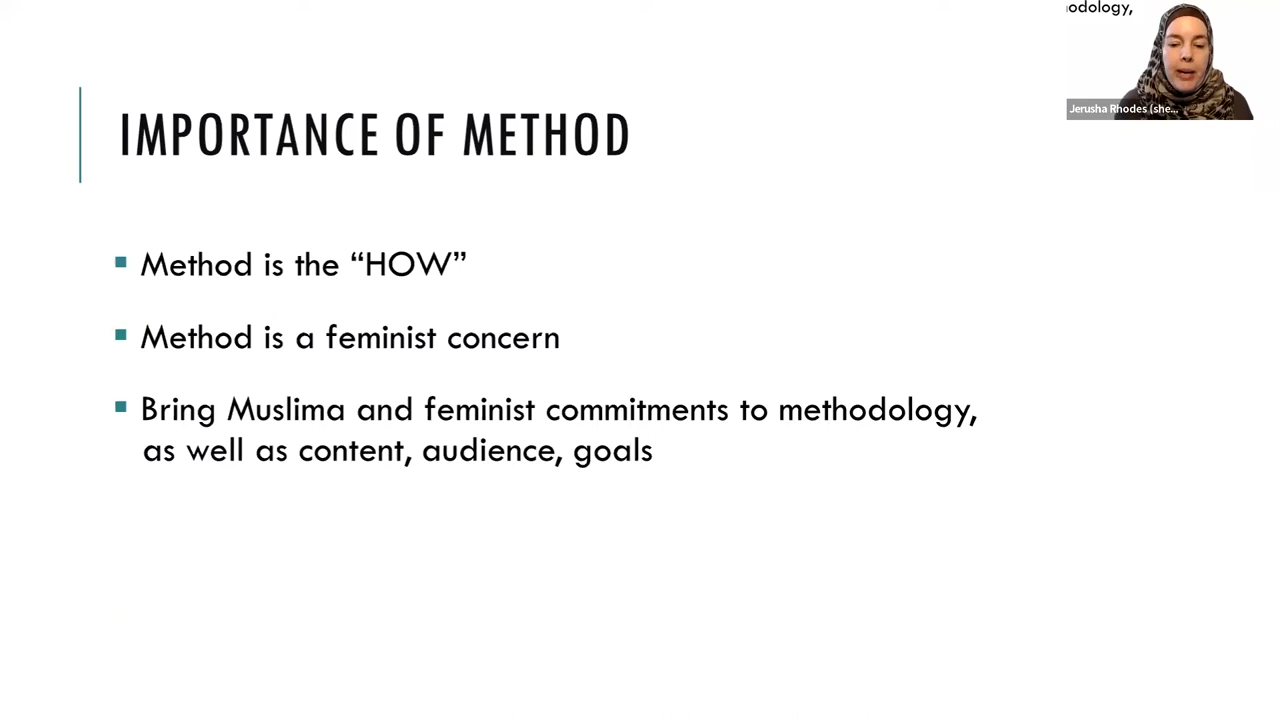 odology,
Jerusha Rhodes (she...
IMPORTANCE OF METHOD
Method is the “HOW”
Method is a feminist concern
Bring Muslima and feminist commitments to methodology,
as well as content, audience, goals